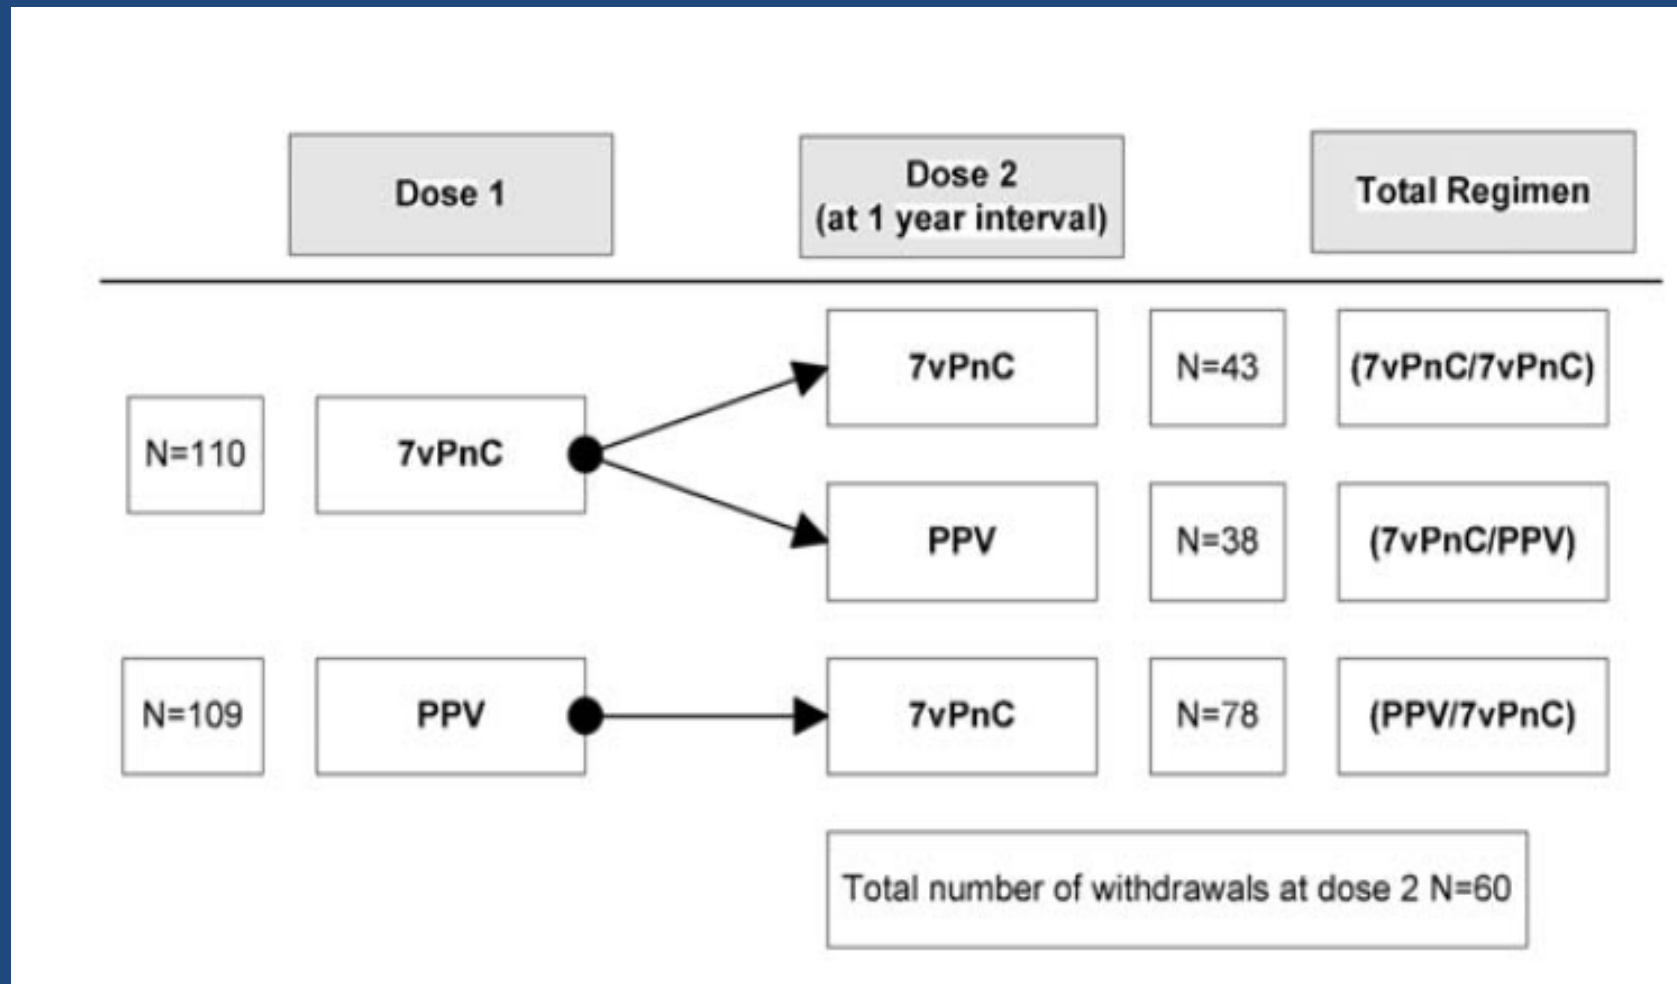 Dose 1
Dose 2
(at 1 year interval)
Total Regimen
7vPnC
N=43
(7vPnC/7vPnC)
N=110
7vPnC
PPV
N=38
(7vPnC/PPV)
N=109
PPV
7vPnC
N=78
(PPV/7vPnC)
Total number of withdrawals at dose 2 N=60